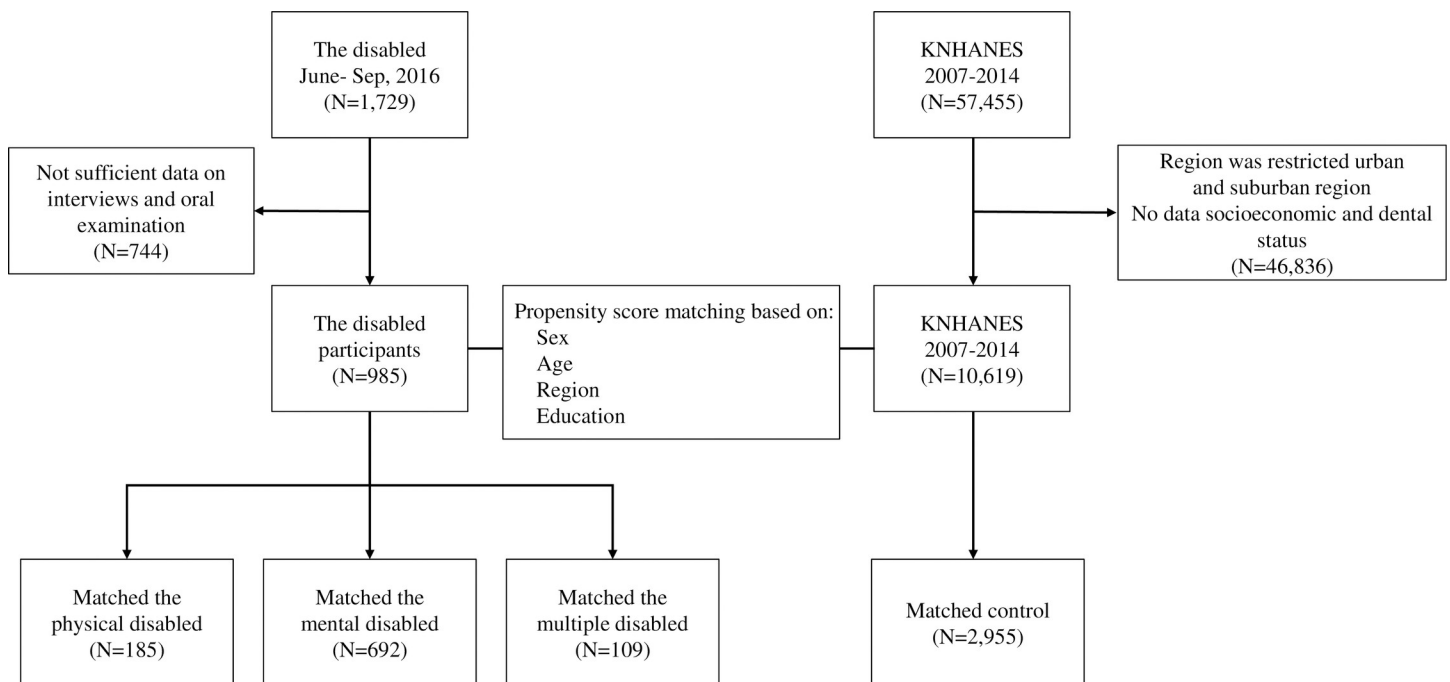 The disabled
June- Sep, 2016
(N=1,729)
KNHANES
2007-2014
(N=57,455)
Not sufficient data on
interviews and oral
examination
(N=744)
Region was restricted urban
and suburban region
No data socioeconomic and dental
status
(N=46,836)
The disabled
participants
(N=985)
Propensity score matching based on:
Sex
Age
Region
Education
KNHANES
2007-2014
(N=10,619)
Matched the
physical disabled
(N=185)
Matched the
mental disabled
(N=692)
Matched the
multiple disabled
(N=109)
Matched control
(N=2,955)